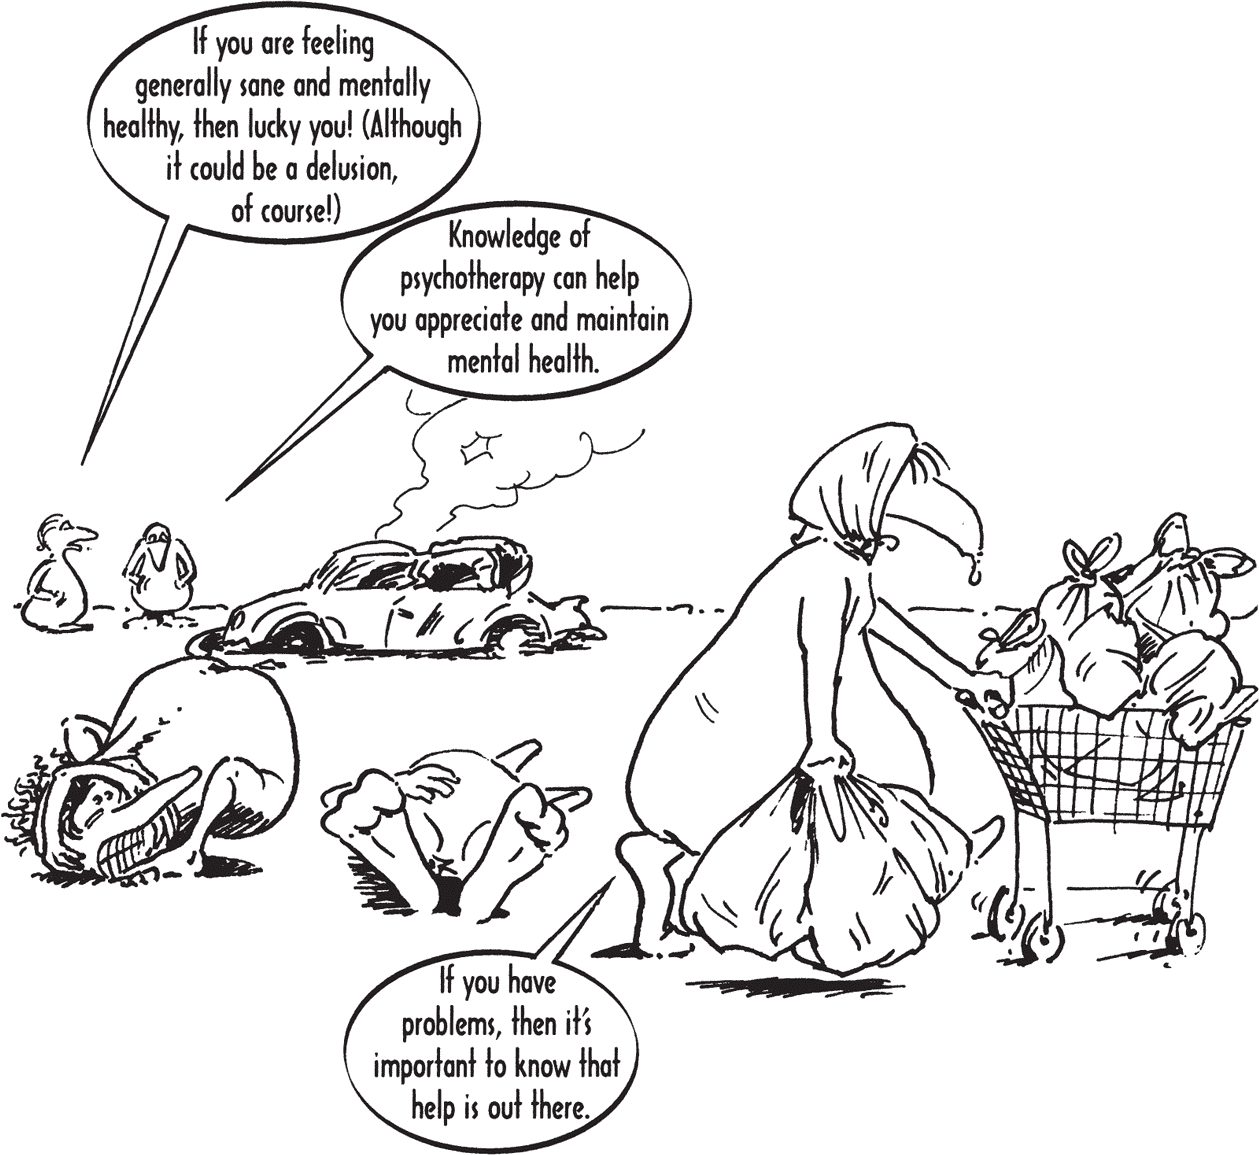 If you are feeling
generally sane and mentally
healthy, then lucky you! (Although
it could be a delusion,
of course!)
Knowledge of
psychotherapy can help
you appreciate and maintain
mental health.
If you have
problems, then it's
important to know that
help is out there.